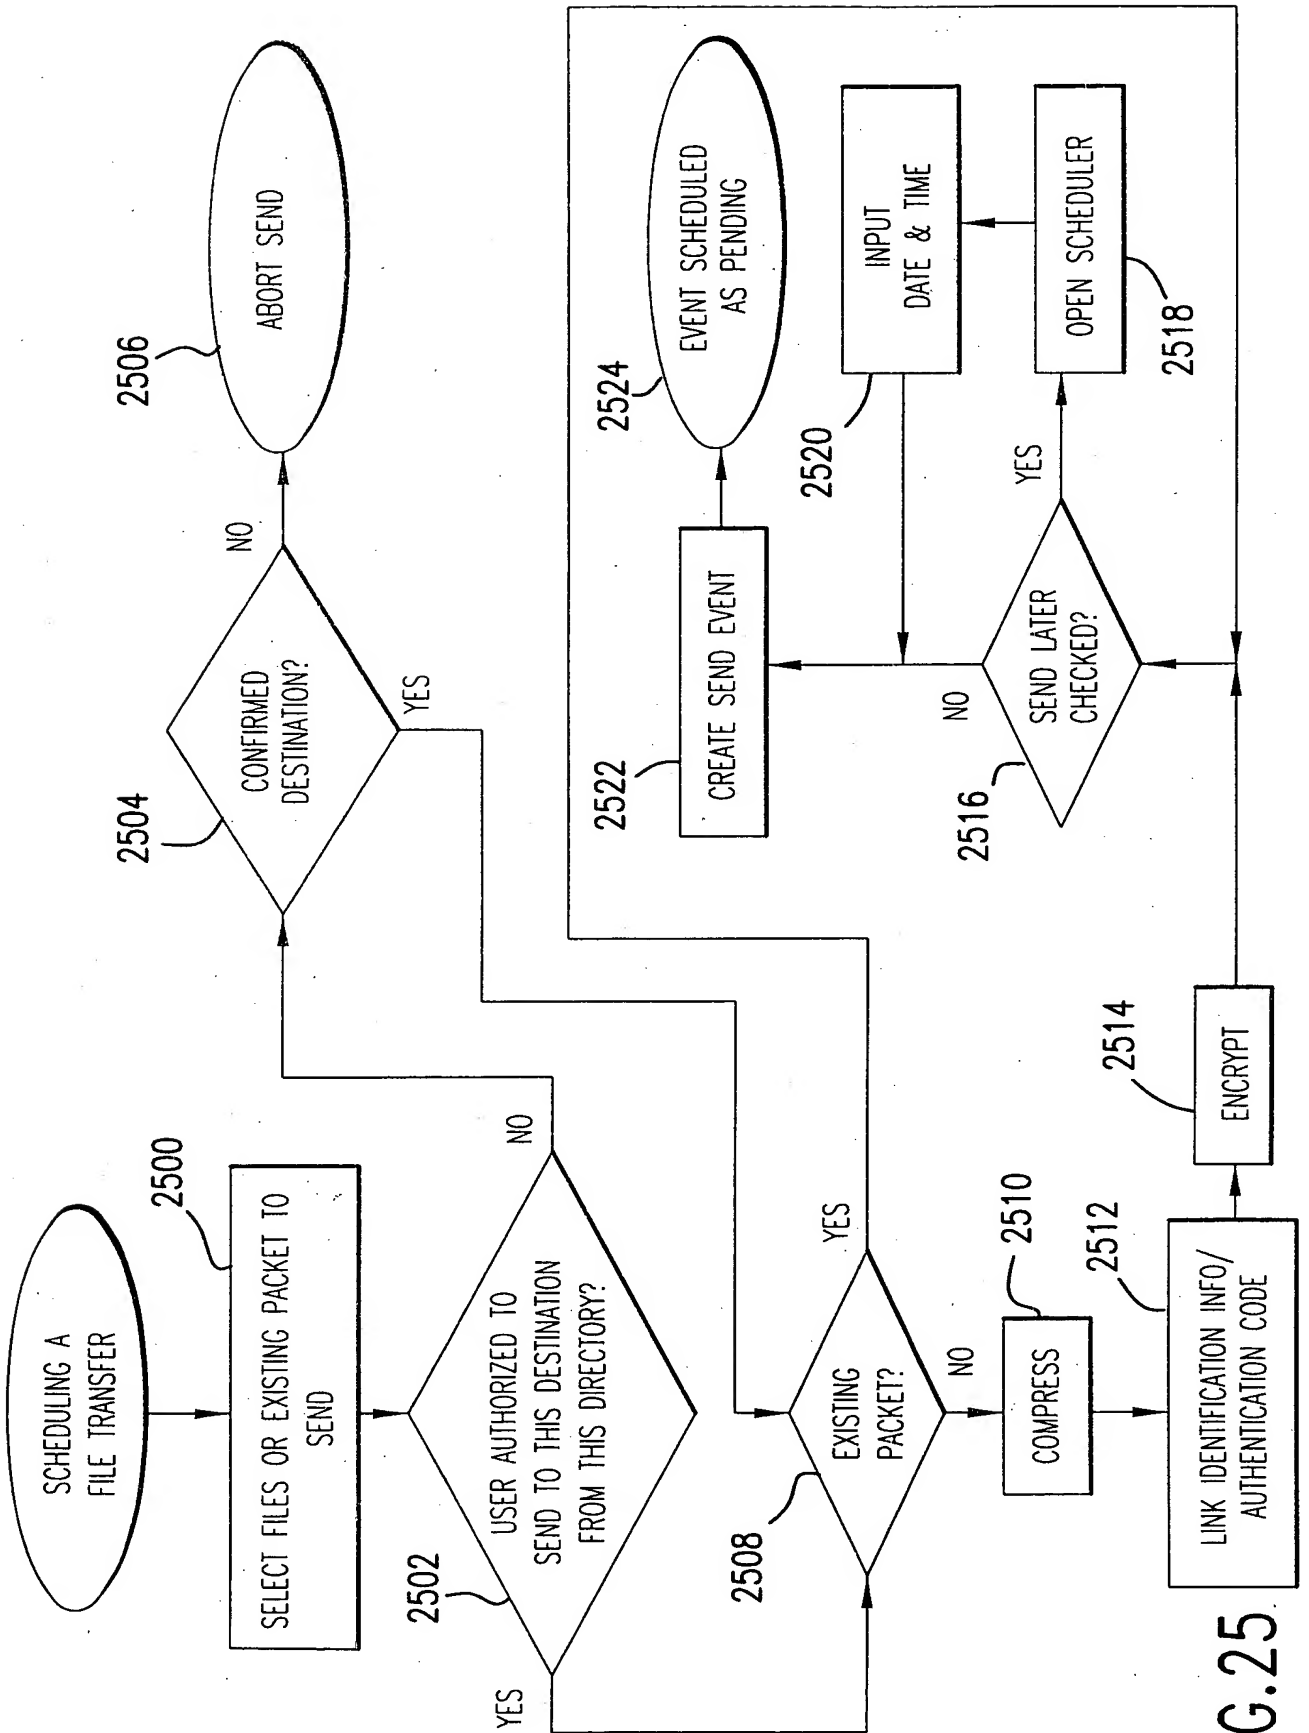 SCHEDULING A
FILE TRANSFER
2500
SELECT FILES OR EXISTING PACKET TO
SEND
2502
USER AUTHORIZED TO
SEND TO THIS DESTINATION
FROM THIS DIRECTORY?
YES
NO
2504
CONFIRMED
DESTINATION?
NO
YES
2506
ABORT SEND
2508
EXISTING
PACKET?
YES
NO
2510
COMPRESS
2512
LINK IDENTIFICATION INFO/
AUTHENTICATION CODE
2514
ENCRYPT
2516
SEND LATER
CHECKED?
NO
YES
2518
OPEN SCHEDULER
2520
INPUT
DATE & TIME
2522
CREATE SEND EVENT
2524
EVENT SCHEDULED
AS PENDING
G.25